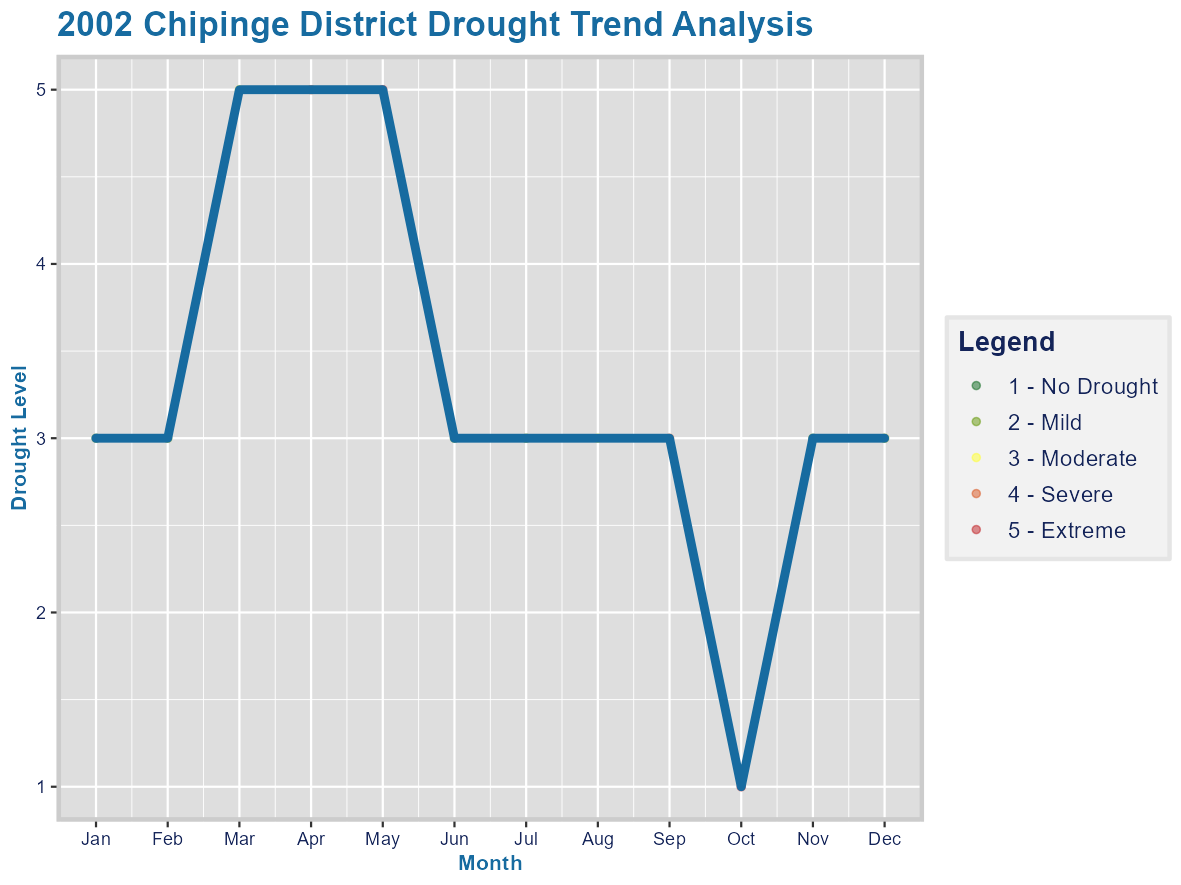 2002 Chipinge District Drought Trend Analysis
Drought Level
5
4
3
2
1
Jan Feb Mar Apr May Jun Jul Aug Sep Oct Nov Dec
Month
Legend
1 - No Drought
2 - Mild
3 - Moderate
4 - Severe
5 - Extreme